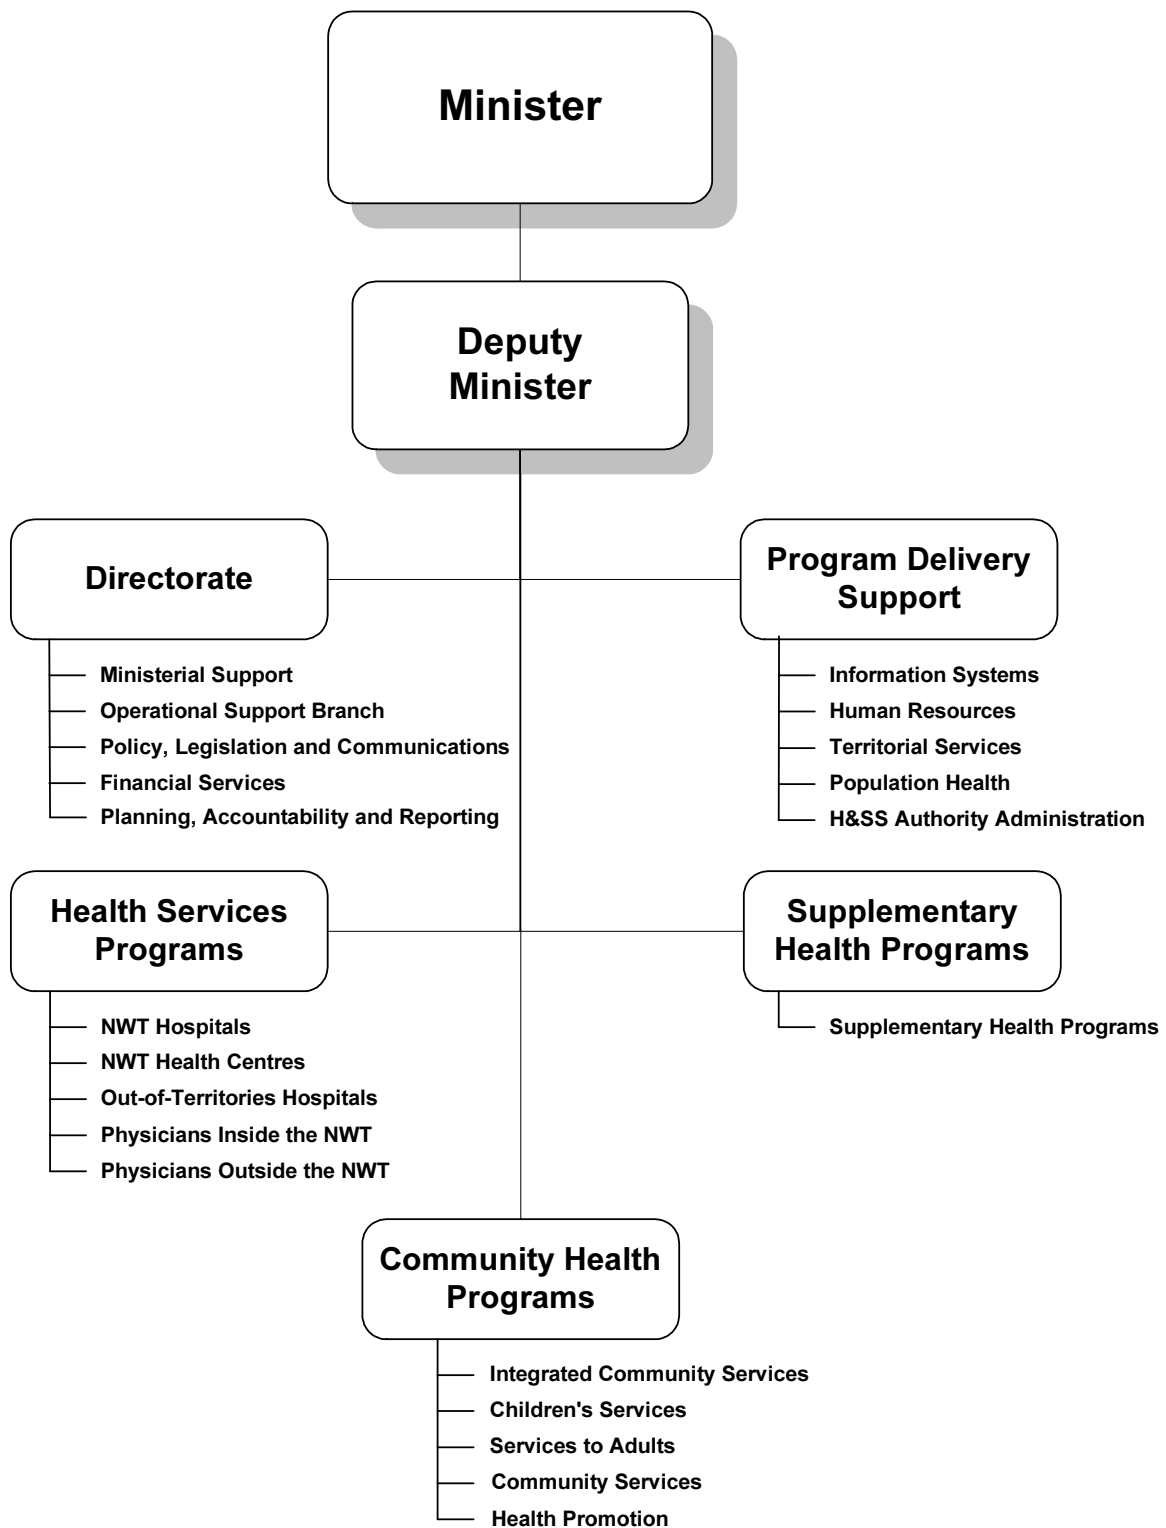 Minister
Deputy
Minister
Directorate
Ministerial Support
Operational Support Branch
Policy, Legislation and Communications
Financial Services
Planning, Accountability and Reporting
Program Delivery
Support
Information Systems
Human Resources
Territorial Services
Population Health
H&SS Authority Administration
Health Services
Programs
NWT Hospitals
NWT Health Centres
Out-of-Territories Hospitals
Physicians Inside the NWT
Physicians Outside the NWT
Supplementary
Health Programs
Supplementary Health Programs
Community Health
Programs
Integrated Community Services
Children's Services
Services to Adults
Community Services
Health Promotion